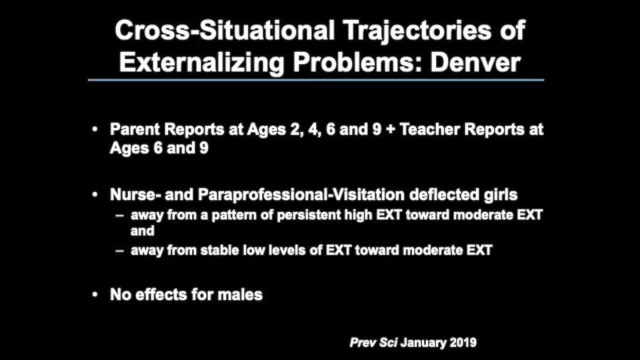 Cross-Situational Trajectories of
Externalizing Problems: Denver
• Parent Reports at Ages 2, 4, 6 and 9 + Teacher Reports at
Ages 6 and 9
• Nurse- and Paraprofessional-Visitation deflected girls
– away from a pattern of persistent high EXT toward moderate EXT
and
– away from stable low levels of EXT toward moderate EXT
• No effects for males
Prev Sci January 2019